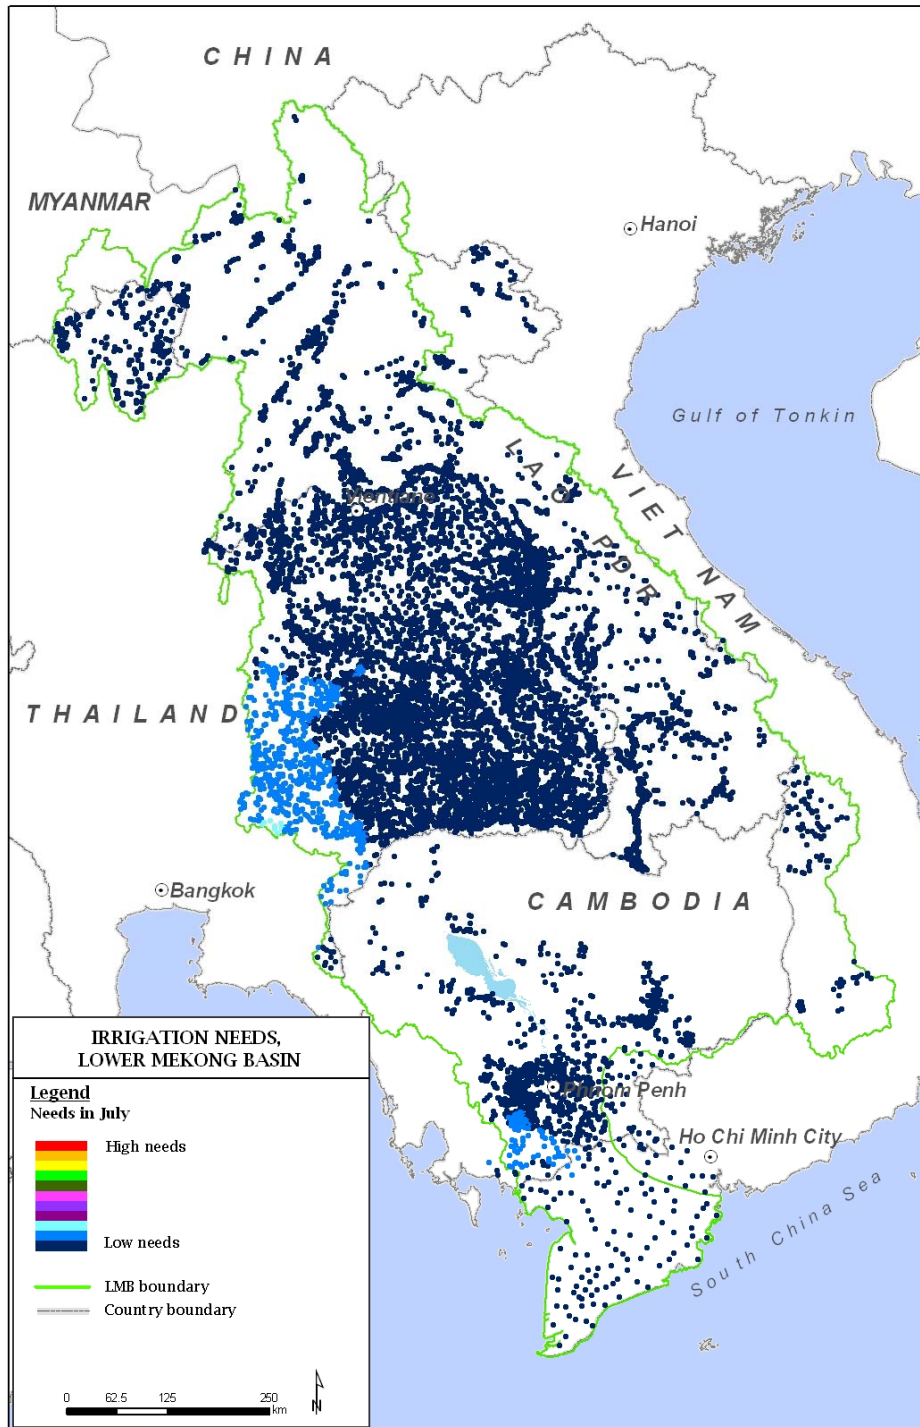 CHINA
MYANMAR
Hanoi
Gulf of Tonkin
LAO PDR
VIET NAM
Vientiane
THAILAND
Bangkok
CAMBODIA
Phnom Penh
Ho Chi Minh City
South China Sea
IRRIGATION NEEDS,
LOWER MEKONG BASIN
Legend
Needs in July
High needs
Low needs
LMB boundary
Country boundary
0 62.5 125 250
km
N